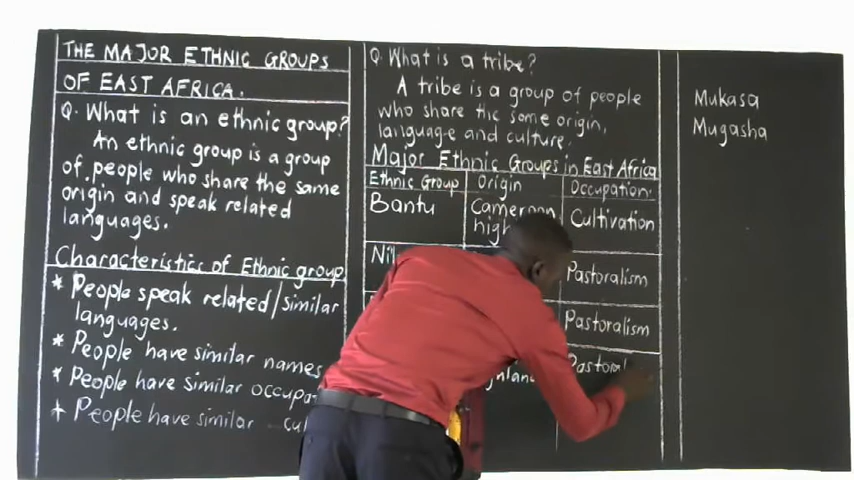 THE MAJOR ETHNIC GROUPS
OF EAST AFRICA.
Q. What is an ethnic group?
An ethnic group is a group
of people who share the same
origin and speak related
languages.
Characteristics of Ethnic group
* People speak related/similar
languages.
* People have similar names
* People have similar
* People have similar
Q. What is a tribe?
A tribe is a group of people
who share the same origin,
language and culture.
Major Ethnic Groups in East Africa
Ethnic Group Origin Occupation
Bantu Cameroon Cultivation
Pastoralism
Pastoralism
Mukasa
Mugasha